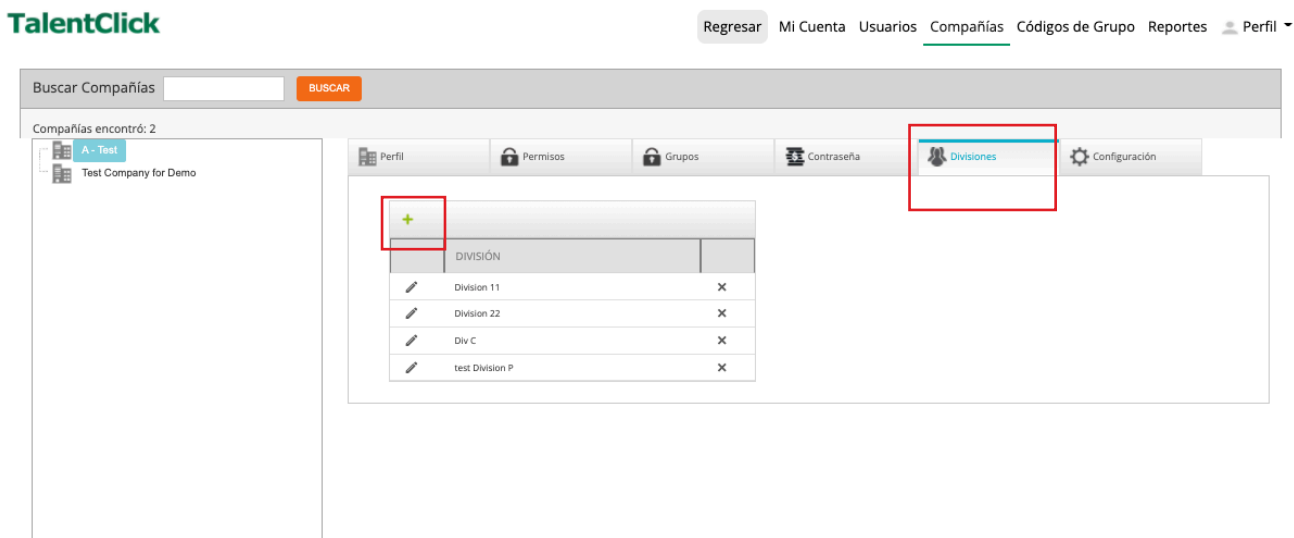 TalentClick
Regresar Mi Cuenta Usuarios Compañías Códigos de Grupo Reportes Perfil
Buscar Compañías BUSCAR
Compañías encontró: 2
A - Test
Test Company for Demo
Perfil Permisos Grupos Contraseña Divisiones Configuración
DIVISIÓN
Division 11
Division 22
Div C
test Division P